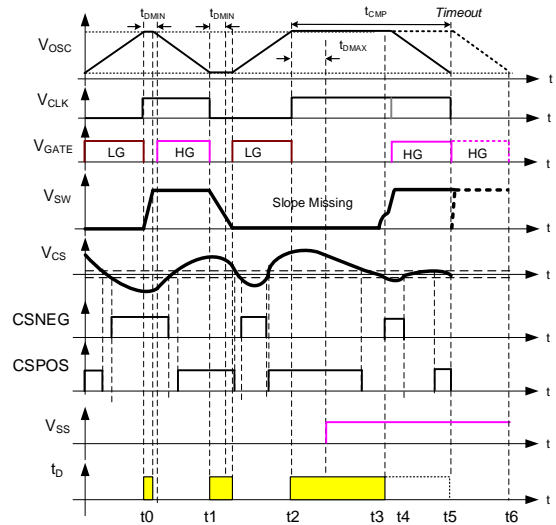 tDMIN tDMIN tCMP Timeout
tDMAX
VOSC
t
VCLK
t
VGATE LG HG LG HG HG
t
VSW
Slope Missing
t
VCS
t
CSNEG
t
CSPOS
t
VSS
t
tD
t
t0 t1 t2 t3 t4 t5 t6